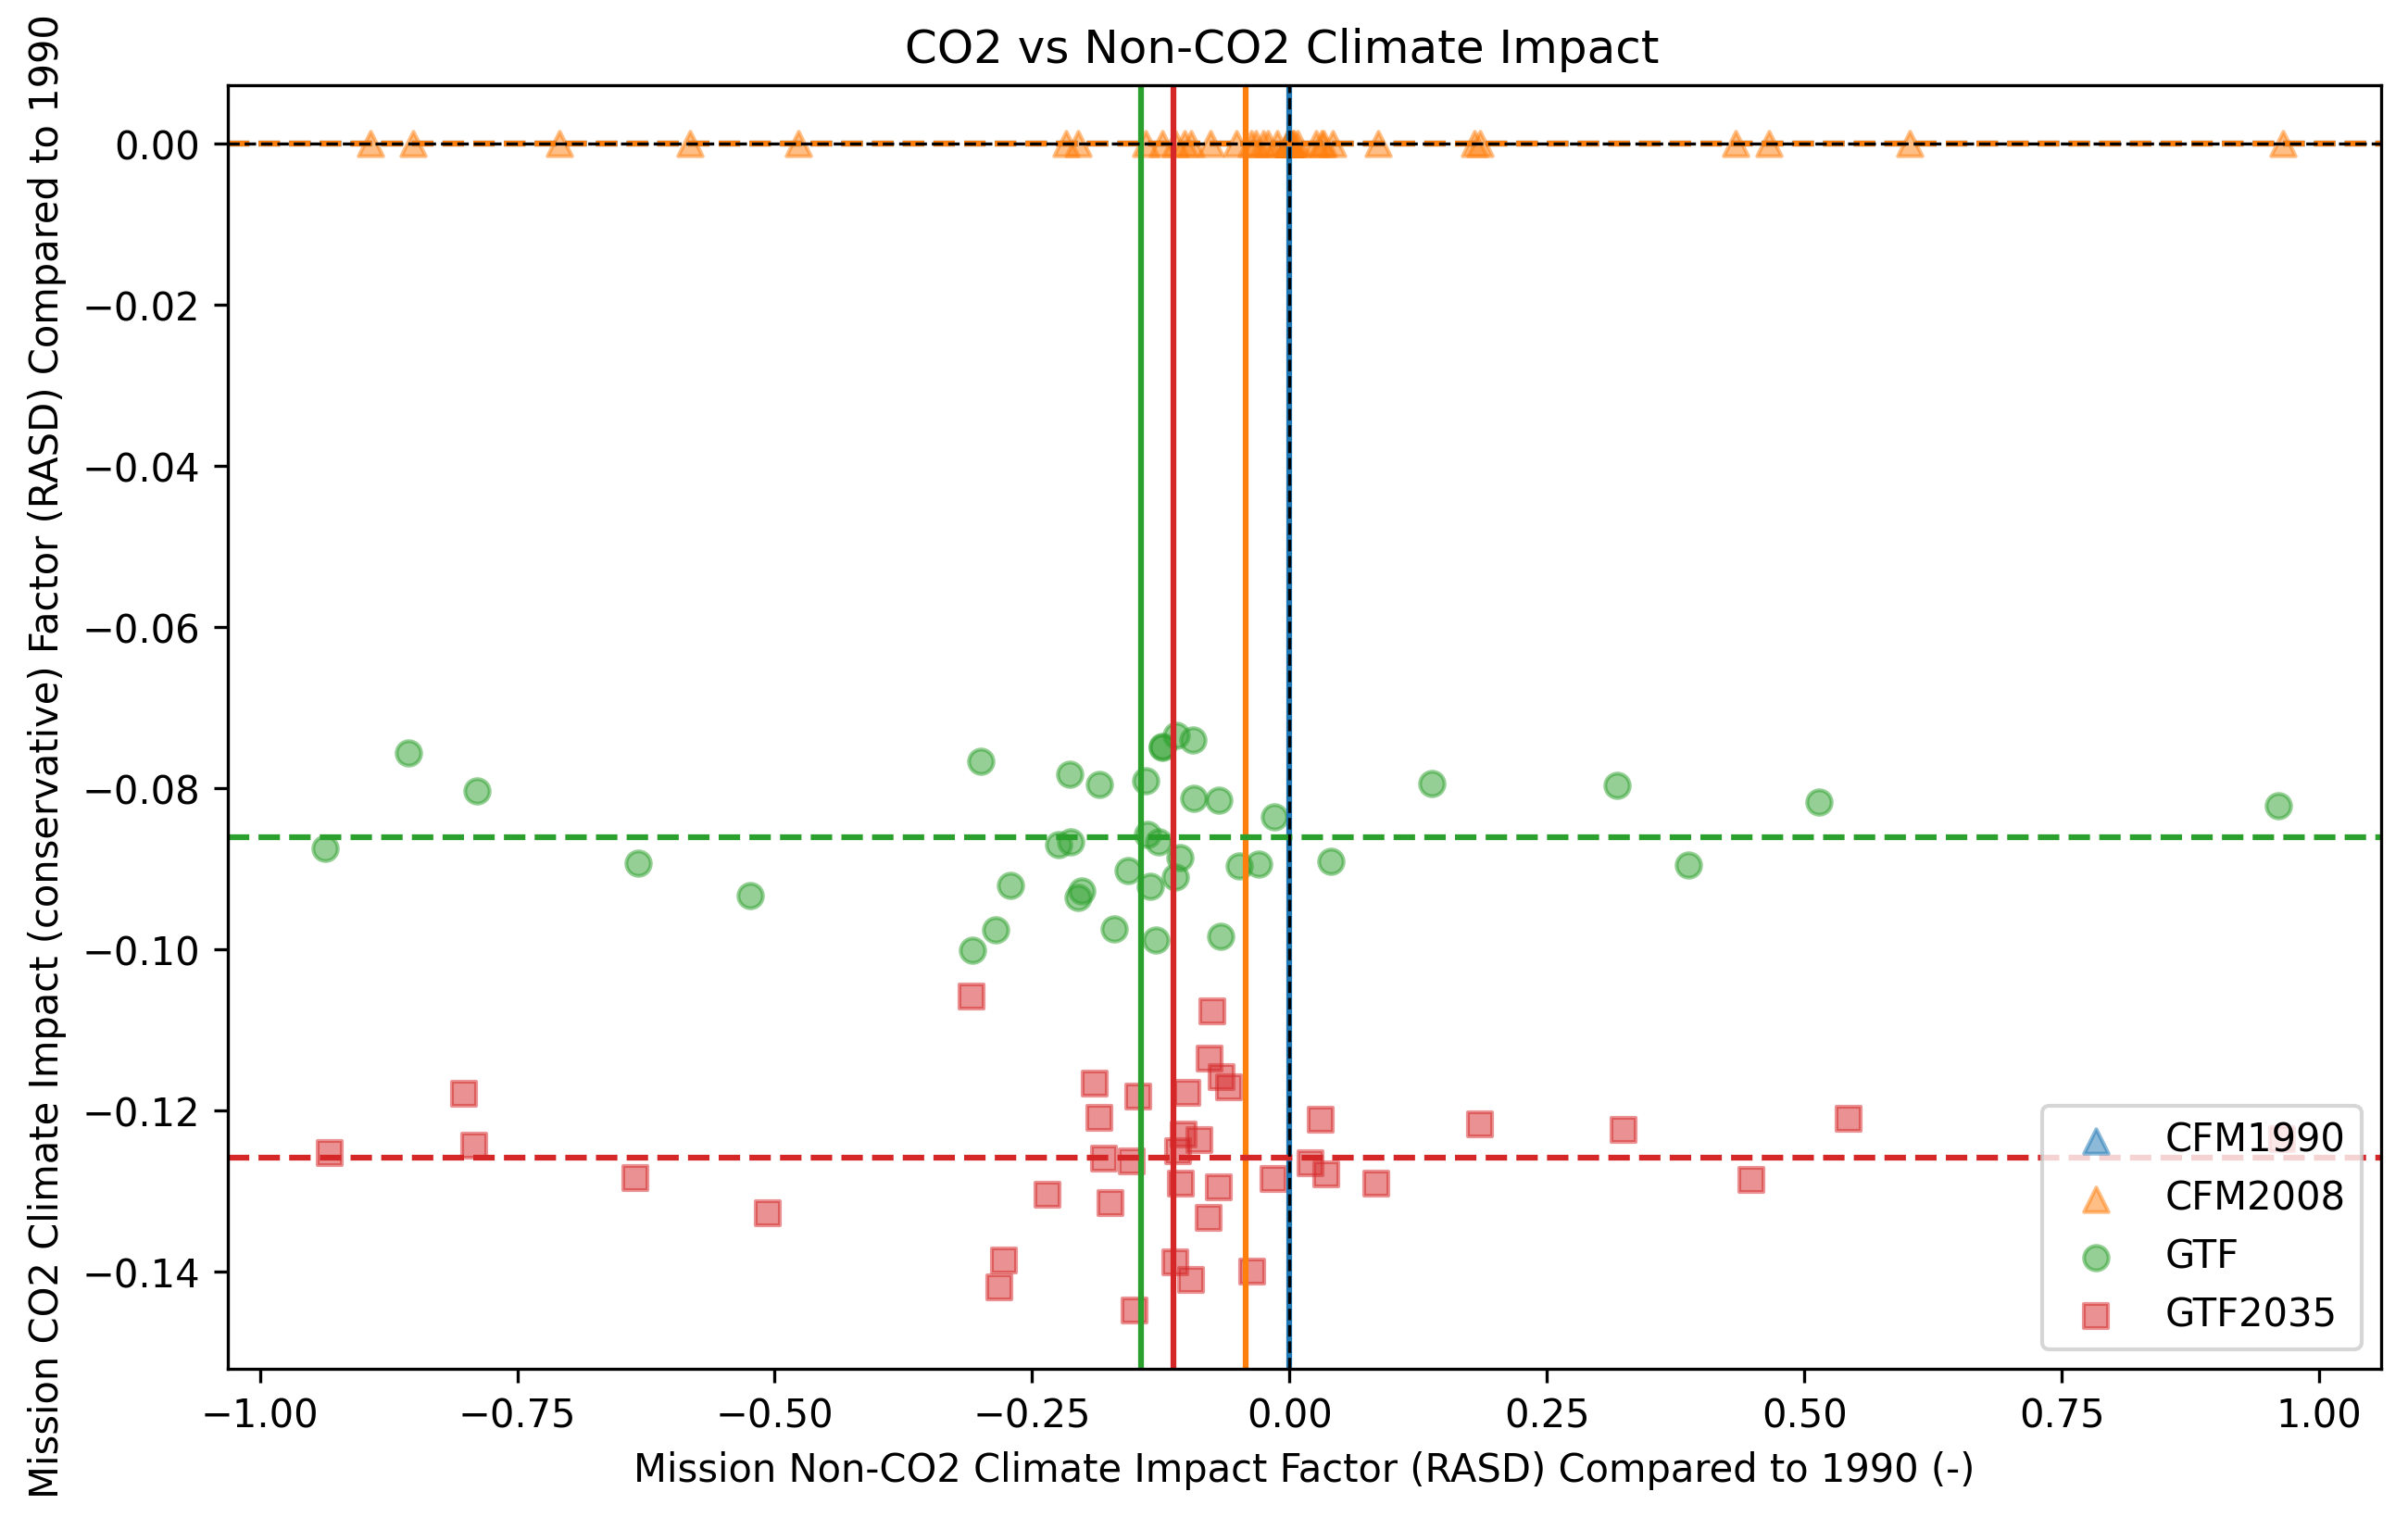 CO2 vs Non-CO2 Climate Impact
Mission CO2 Climate Impact (conservative) Factor (RASD) Compared to 1990
0.00
−0.02
−0.04
−0.06
−0.08
−0.10
−0.12
−0.14
CFM1990
CFM2008
GTF
GTF2035
−1.00 −0.75 −0.50 −0.25 0.00 0.25 0.50 0.75 1.00
Mission Non-CO2 Climate Impact Factor (RASD) Compared to 1990 (-)